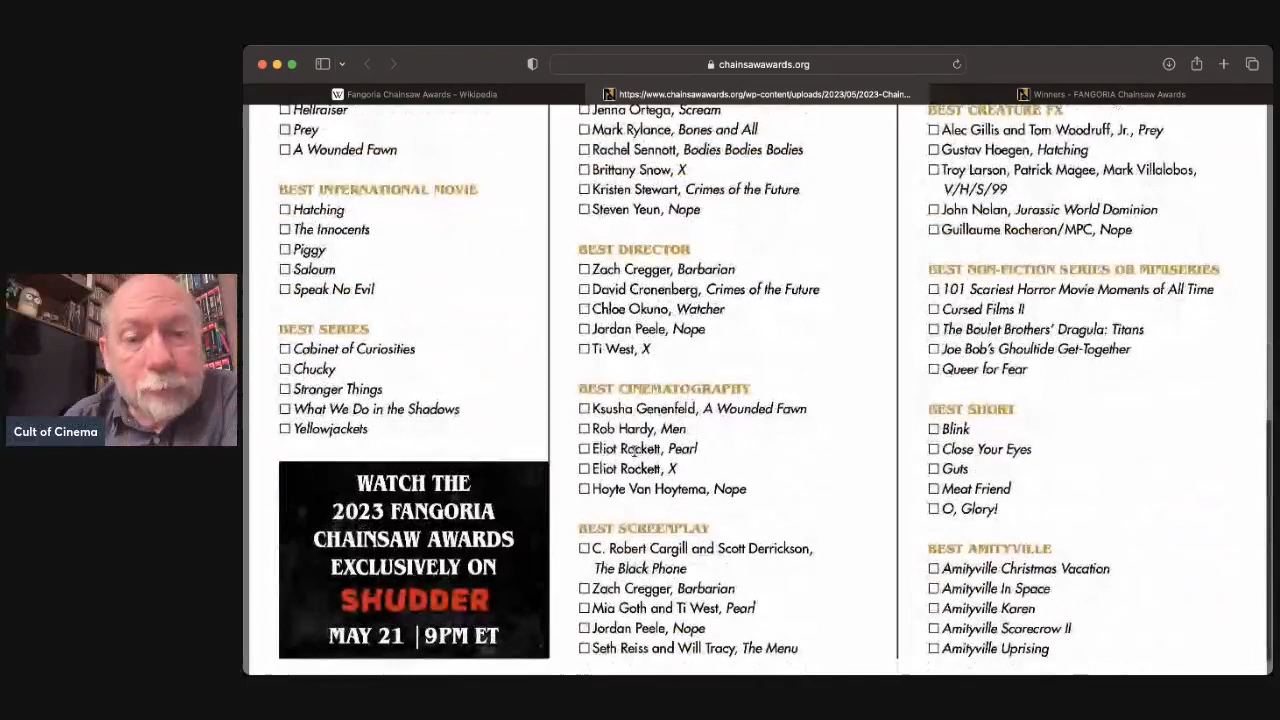 chainsawawards.org
Fangoria Chainsaw Awards - Wikipedia
https://www.chainsawawards.org/wp-content/uploads/2023/05/2023-Chain...
Winners - FANGORIA Chainsaw Awards
Hellraiser
Prey
A Wounded Fawn
BEST INTERNATIONAL MOVIE
Hatching
The Innocents
Piggy
Saloum
Speak No Evil
BEST SERIES
Cabinet of Curiosities
Chucky
Stranger Things
What We Do in the Shadows
Yellowjackets
WATCH THE
2023 FANGORIA
CHAINSAW AWARDS
EXCLUSIVELY ON
SHUDDER
MAY 21 | 9PM ET
Jenna Ortega, Scream
Mark Rylance, Bones and All
Rachel Sennott, Bodies Bodies Bodies
Brittany Snow, X
Kristen Stewart, Crimes of the Future
Steven Yeun, Nope
BEST DIRECTOR
Zach Cregger, Barbarian
David Cronenberg, Crimes of the Future
Chloe Okuno, Watcher
Jordan Peele, Nope
Ti West, X
BEST CINEMATOGRAPHY
Ksusha Genenfeld, A Wounded Fawn
Rob Hardy, Men
Eliot Rockett, Pearl
Eliot Rockett, X
Hoyte Van Hoytema, Nope
BEST SCREENPLAY
C. Robert Cargill and Scott Derrickson,
The Black Phone
Zach Cregger, Barbarian
Mia Goth and Ti West, Pearl
Jordan Peele, Nope
Seth Reiss and Will Tracy, The Menu
BEST CREATURE FX
Alec Gillis and Tom Woodruff, Jr., Prey
Gustav Hoegen, Hatching
Troy Larson, Patrick Magee, Mark Villalobos,
V/H/S/99
John Nolan, Jurassic World Dominion
Guillaume Rocheron/MPC, Nope
BEST NON-FICTION SERIES OR MINISERIES
101 Scariest Horror Movie Moments of All Time
Cursed Films II
The Boulet Brothers' Dragula: Titans
Joe Bob's Ghoultide Get-Together
Queer for Fear
BEST SHORT
Blink
Close Your Eyes
Guts
Meat Friend
O, Glory!
BEST AMITYVILLE
Amityville Christmas Vacation
Amityville In Space
Amityville Karen
Amityville Scarecrow II
Amityville Uprising
Cult of Cinema